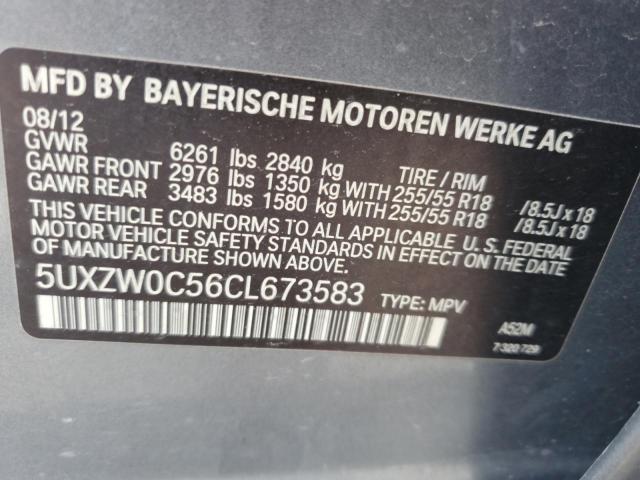 MFD BY BAYERISCHE MOTOREN WERKE AG
08/12
GVWR 6261 lbs 2840 kg TIRE / RIM
GAWR FRONT 2976 lbs 1350 kg WITH 255/55 R18 /8.5J x 18
GAWR REAR 3483 lbs 1580 kg WITH 255/55 R18 /8.5J x 18
THIS VEHICLE CONFORMS TO ALL APPLICABLE U.S. FEDERAL
MOTOR VEHICLE SAFETY STANDARDS IN EFFECT ON THE DATE
OF MANUFACTURE SHOWN ABOVE.
5UXZW0C56CL673583 TYPE: MPV
A52M
7 320 729